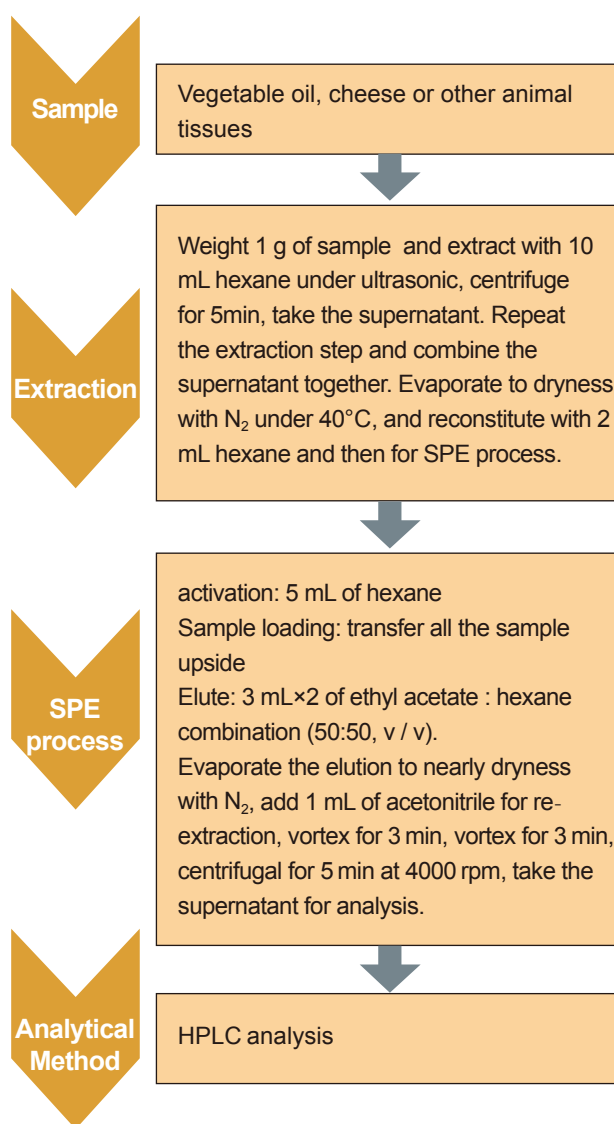 Sample
Vegetable oil, cheese or other animal
tissues
Extraction
Weight 1 g of sample and extract with 10
mL hexane under ultrasonic, centrifuge
for 5min, take the supernatant. Repeat
the extraction step and combine the
supernatant together. Evaporate to dryness
with N₂ under 40°C, and reconstitute with 2
mL hexane and then for SPE process.
SPE
process
activation: 5 mL of hexane
Sample loading: transfer all the sample
upside
Elute: 3 mL×2 of ethyl acetate : hexane
combination (50:50, v / v).
Evaporate the elution to nearly dryness
with N₂, add 1 mL of acetonitrile for re-
extraction, vortex for 3 min, vortex for 3 min,
centrifugal for 5 min at 4000 rpm, take the
supernatant for analysis.
Analytical
Method
HPLC analysis